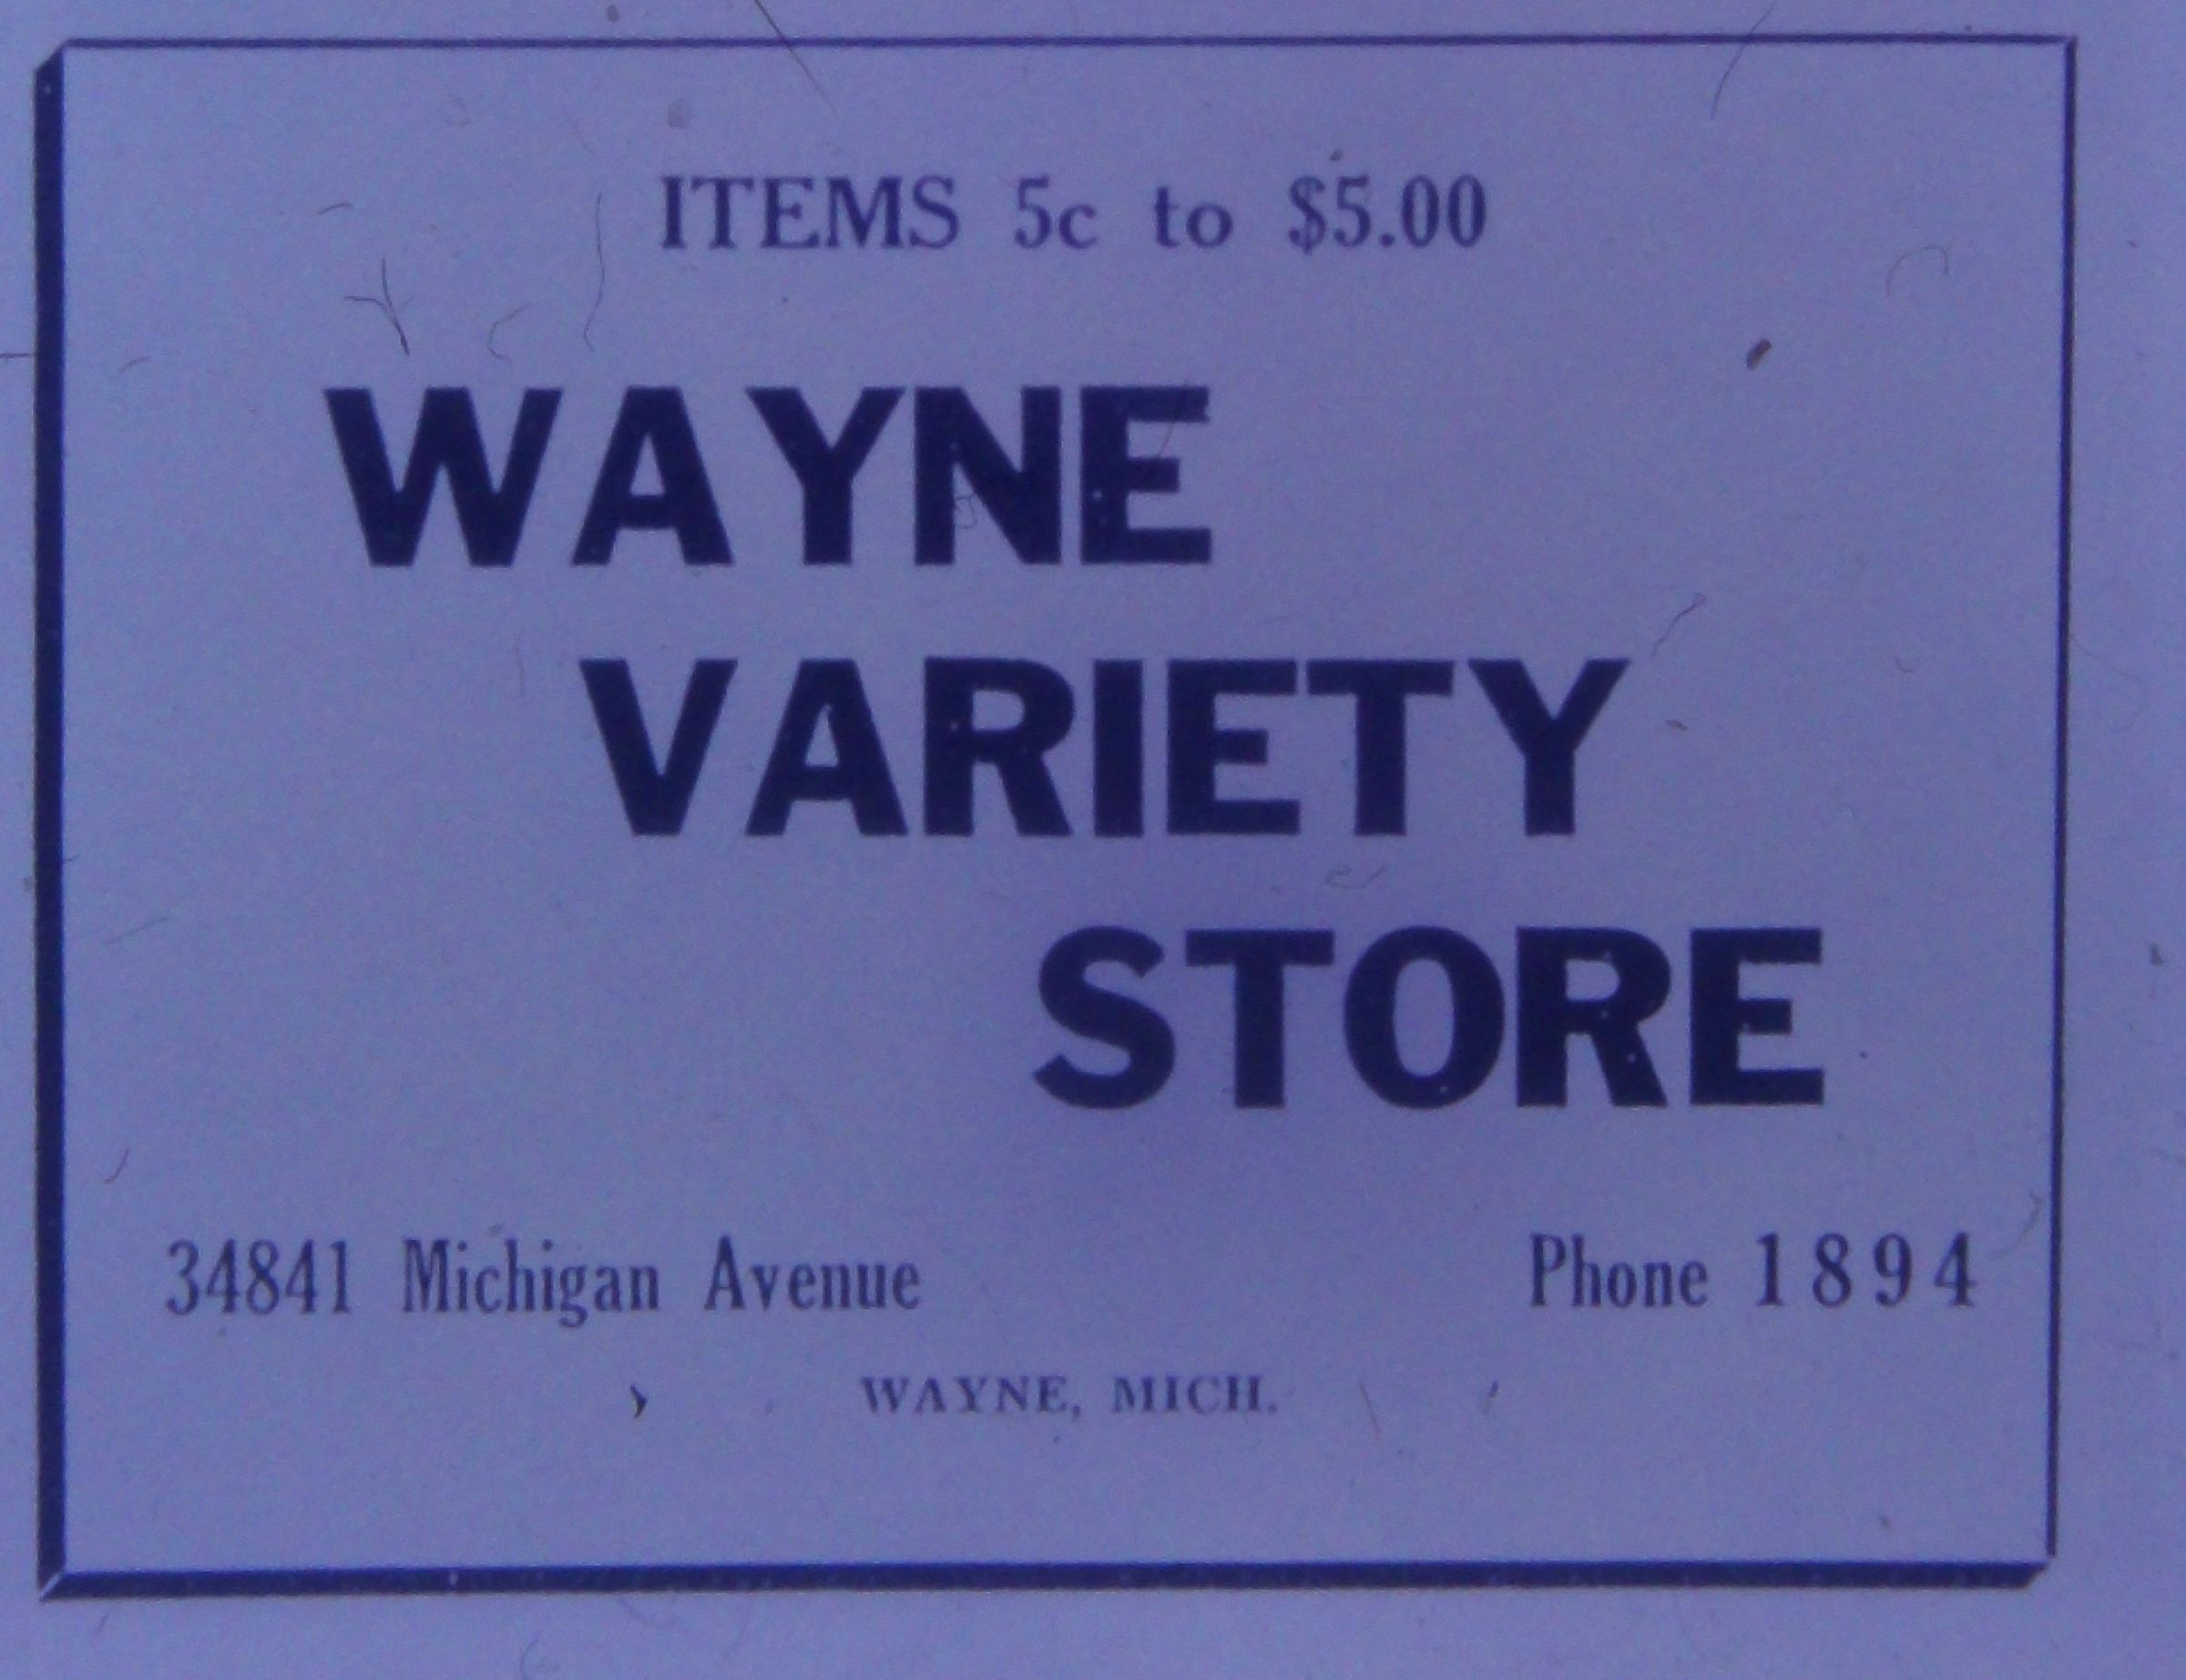 ITEMS 5c to $5.00
WAYNE
VARIETY
STORE
34841 Michigan Avenue Phone 1894
WAYNE, MICH.